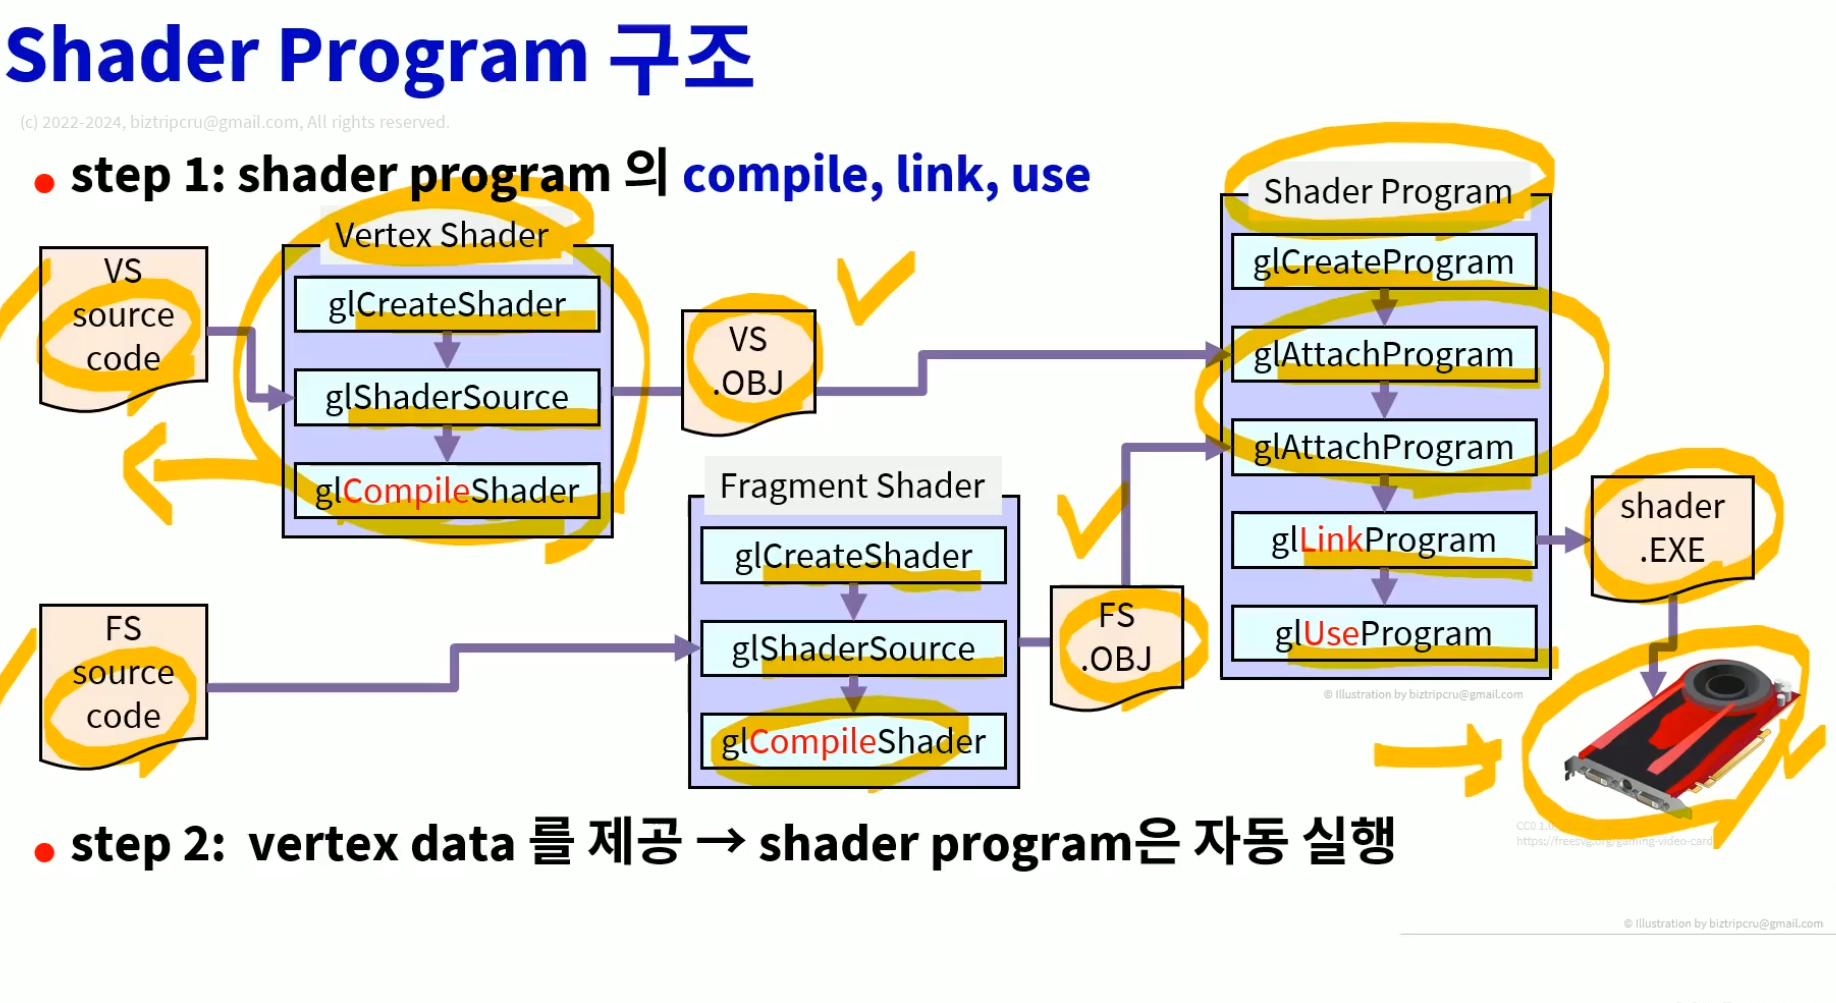 Shader Program 구조
(c) 2022-2024, biztripcru@gmail.com, All rights reserved.
step 1: shader program 의 compile, link, use
VS
source
code
Vertex Shader
glCreateShader
glShaderSource
glCompileShader
VS
.OBJ
FS
source
code
Fragment Shader
glCreateShader
glShaderSource
glCompileShader
FS
.OBJ
Shader Program
glCreateProgram
glAttachProgram
glAttachProgram
glLinkProgram
glUseProgram
© Illustration by biztripcru@gmail.com
shader
.EXE
CC0 1.0
https://freesvg.org/gaming-video-card
step 2: vertex data 를 제공 → shader program은 자동 실행
© Illustration by biztripcru@gmail.com